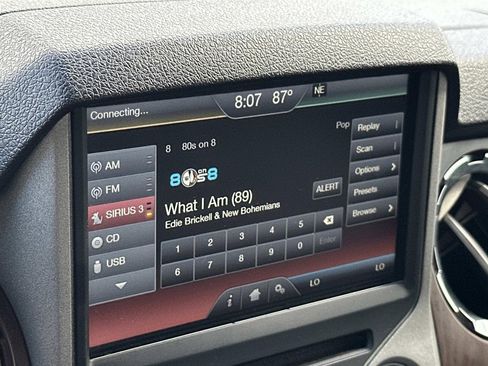 Connecting...
8:07 87° NE
8 80s on 8
Pop
8 on 8
What I Am (89)
Edie Brickell & New Bohemians
ALERT
AM
FM
SIRIUS 3
CD
USB
Replay
Scan
Options
Presets
Browse
1 2 3 4 5
6 7 8 9 0 Enter
i
LO LO